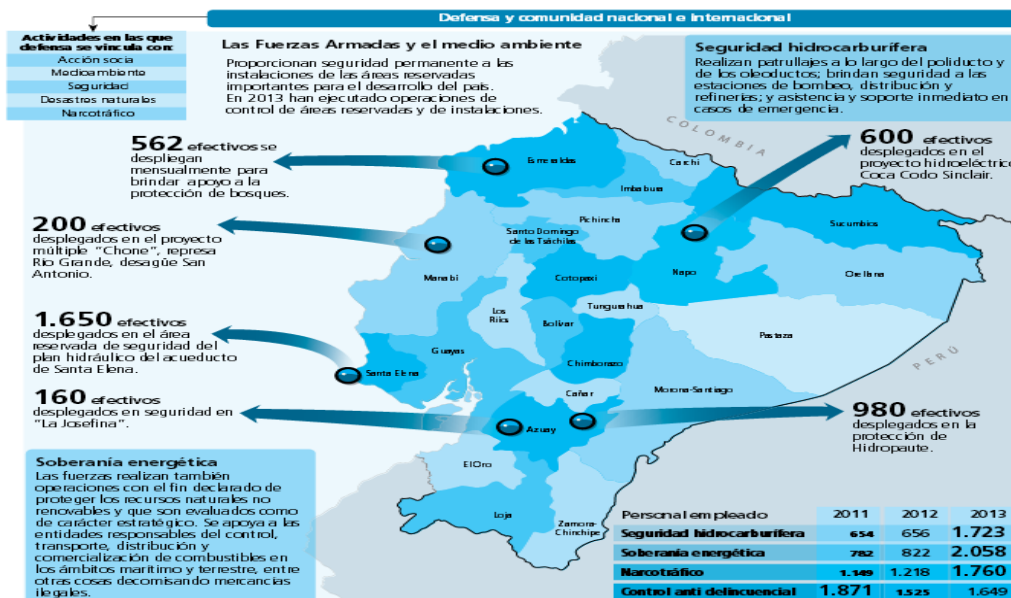 Defensa y comunidad nacional e internacional
Actividades en las que
defensa se vincula con:
Acción socia
Medioambiente
Seguridad
Desastres naturales
Narcotráfico
Las Fuerzas Armadas y el medio ambiente
Proporcionan seguridad permanente a las
instalaciones de las áreas reservadas
importantes para el desarrollo del país.
En 2013 han ejecutado operaciones de
control de áreas reservadas y de instalaciones.
Seguridad hidrocarburífera
Realizan patrullajes a lo largo del poliducto y
de los oleoductos; brindan seguridad a las
estaciones de bombeo, distribución y
refinerías; y asistencia y soporte inmediato en
casos de emergencia.
562 efectivos se
despliegan
mensualmente para
brindar apoyo a la
protección de bosques.
200 efectivos
desplegados en el proyecto
múltiple "Chone", represa
Río Grande, desagüe San
Antonio.
1.650 efectivos
desplegados en el área
reservada de seguridad del
plan hidráulico del acueducto
de Santa Elena.
160 efectivos
desplegados en seguridad en
"La Josefina".
600 efectivos
desplegados en el
proyecto hidroeléctric
Coca Codo Sinclair.
980 efectivos
desplegados en la
protección de
Hidropaute.
COLOMBIA
PERÚ
Esmeraldas
Carchi
Imbabura
Pichincha
Santo Domingo
de las Tsáchilas
Sucumbíos
Manabí
Cotopaxi
Napo
Orellana
Tungurahua
Los
Ríos
Bolívar
Pastaza
Guayas
Chimborazo
Santa Elena
Cañar
Morona-Santiago
Azuay
El Oro
Loja
Zamora-
Chinchipe
Soberanía energética
Las fuerzas realizan también
operaciones con el fin declarado de
proteger los recursos naturales no
renovables y que son evaluados como
de carácter estratégico. Se apoya a las
entidades responsables del control,
transporte, distribución y
comercialización de combustibles en
los ámbitos marítimo y terrestre, entre
otras cosas decomisando mercancías
ilegales.
Personal empleado 2011 2012 2013
Seguridad hidrocarburífera 654 656 1.723
Soberanía energética 782 822 2.058
Narcotráfico 1.149 1.218 1.760
Control anti delincuencial 1.871 1.525 1.649